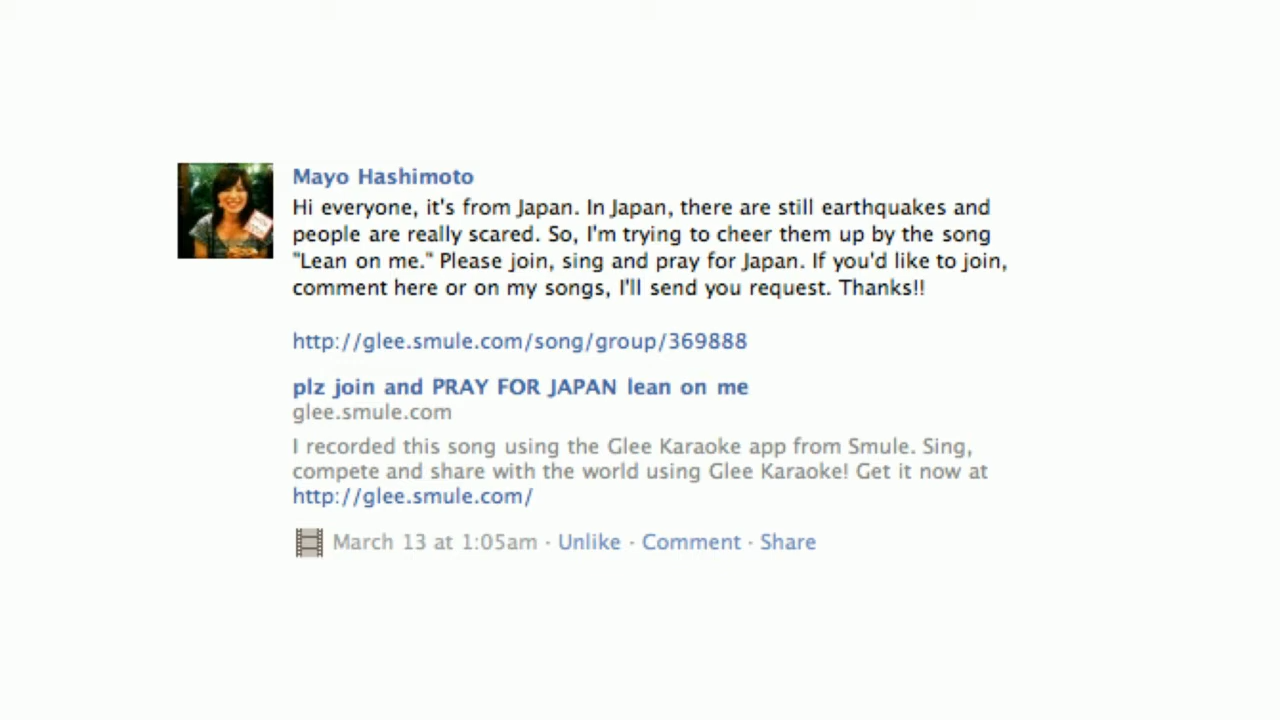 Mayo Hashimoto
Hi everyone, it's from Japan. In Japan, there are still earthquakes and
people are really scared. So, I'm trying to cheer them up by the song
"Lean on me." Please join, sing and pray for Japan. If you'd like to join,
comment here or on my songs, I'll send you request. Thanks!!
http://glee.smule.com/song/group/369888
plz join and PRAY FOR JAPAN lean on me
glee.smule.com
I recorded this song using the Glee Karaoke app from Smule. Sing,
compete and share with the world using Glee Karaoke! Get it now at
http://glee.smule.com/
March 13 at 1:05am · Unlike · Comment · Share